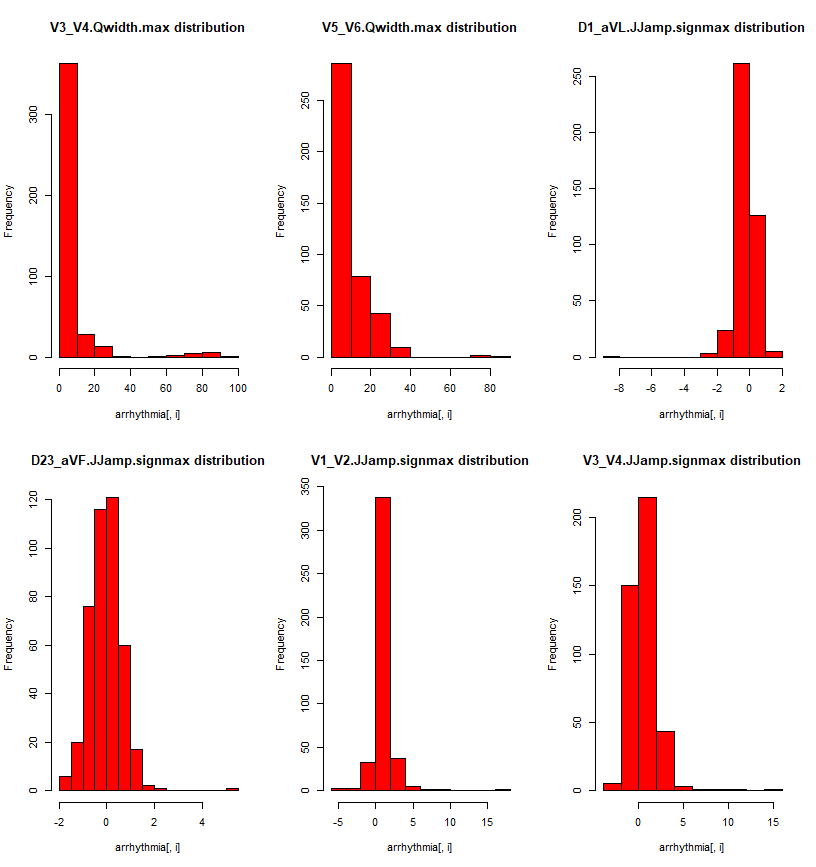 V3_V4.Qwidth.max distribution
Frequency
0 100 200 300
0 20 40 60 80 100
arrhythmia[, i]
V5_V6.Qwidth.max distribution
Frequency
0 50 100 150 200 250
0 20 40 60 80
arrhythmia[, i]
D1_aVL.JJamp.signmax distribution
Frequency
0 50 100 150 200 250
-8 -6 -4 -2 0 2
arrhythmia[, i]
D23_aVF.JJamp.signmax distribution
Frequency
0 20 40 60 80 100 120
-2 0 2 4
arrhythmia[, i]
V1_V2.JJamp.signmax distribution
Frequency
0 50 100 150 200 250 300 350
-5 0 5 10 15
arrhythmia[, i]
V3_V4.JJamp.signmax distribution
Frequency
0 50 100 150 200
0 5 10 15
arrhythmia[, i]